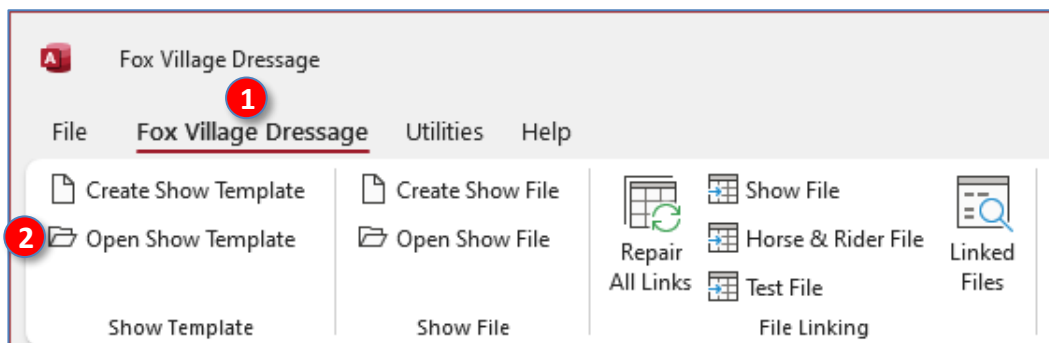 A Fox Village Dressage
1
File Fox Village Dressage Utilities Help
Create Show Template Create Show File Show File
2 Open Show Template Open Show File Horse & Rider File
Repair All Links Test File Linked Files
Show Template Show File File Linking